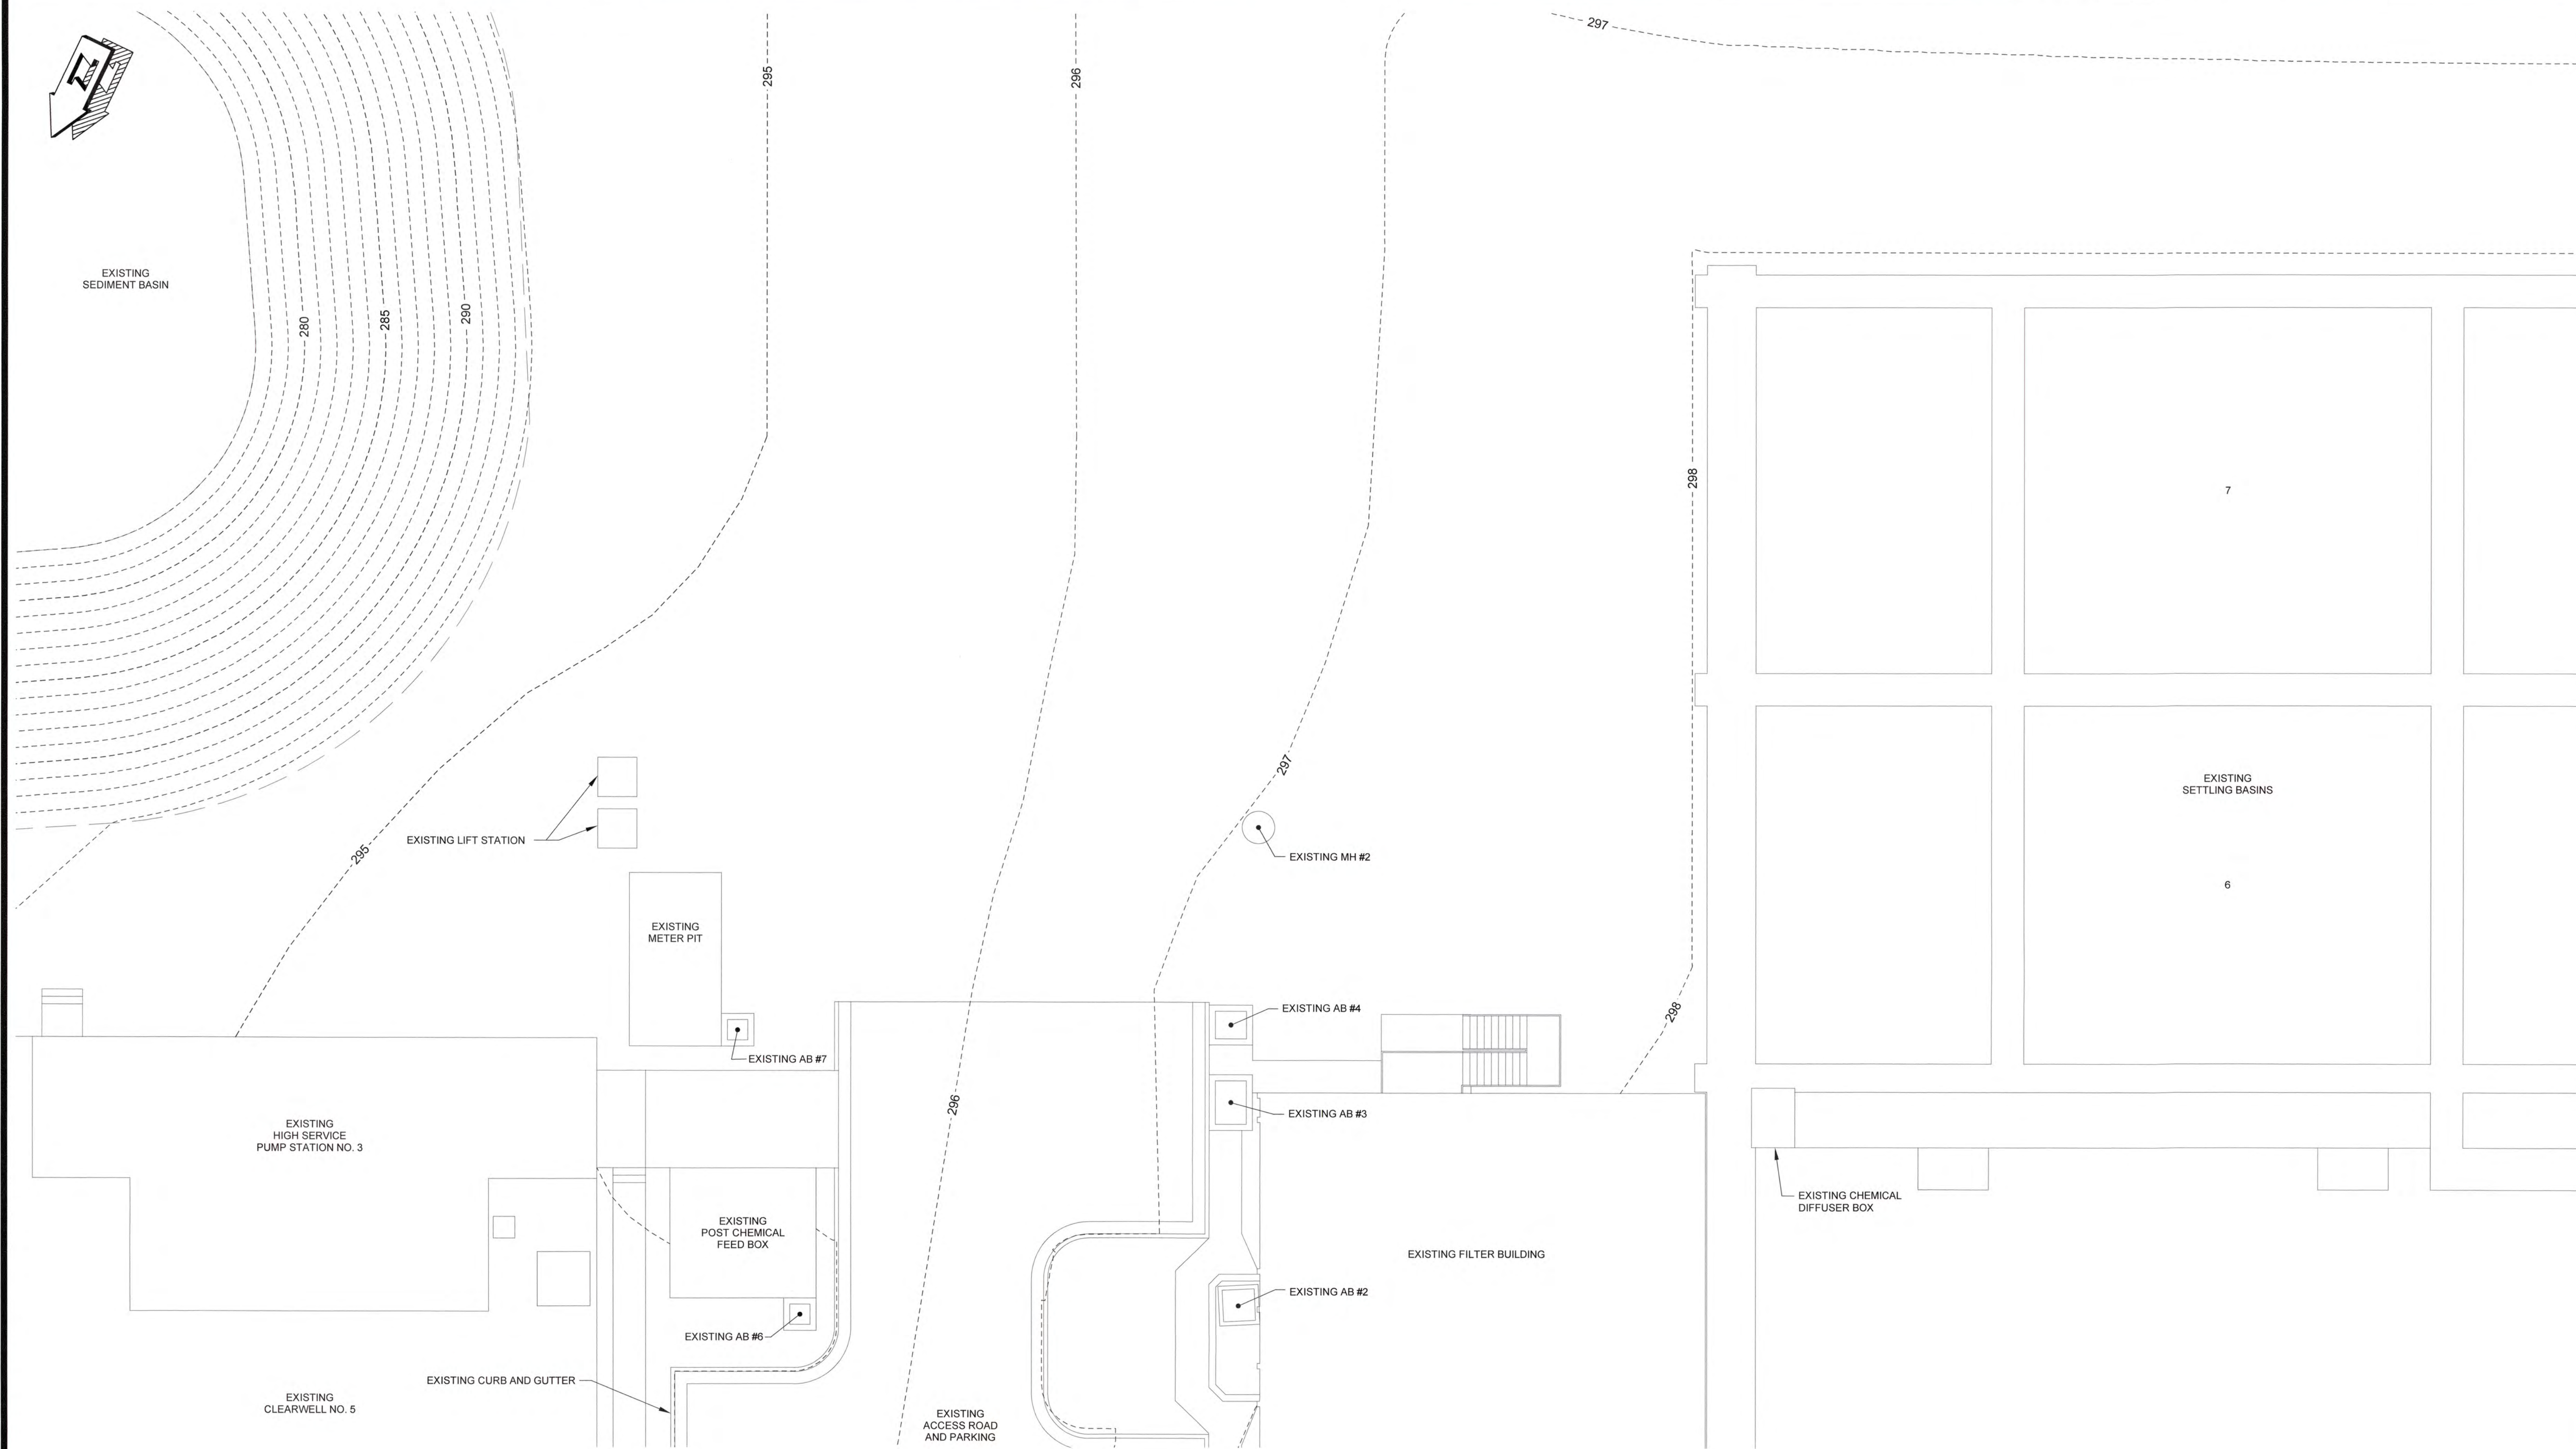 297
295
296
N
EXISTING
SEDIMENT BASIN
280
285
290
298
7
297
EXISTING
SETTLING BASINS
EXISTING LIFT STATION
295
EXISTING MH #2
6
EXISTING
METER PIT
EXISTING AB #4
298
EXISTING AB #7
296
EXISTING AB #3
EXISTING
HIGH SERVICE
PUMP STATION NO. 3
EXISTING CHEMICAL
DIFFUSER BOX
EXISTING
POST CHEMICAL
FEED BOX
EXISTING FILTER BUILDING
EXISTING AB #2
EXISTING AB #6
EXISTING CURB AND GUTTER
EXISTING
CLEARWELL NO. 5
EXISTING
ACCESS ROAD
AND PARKING